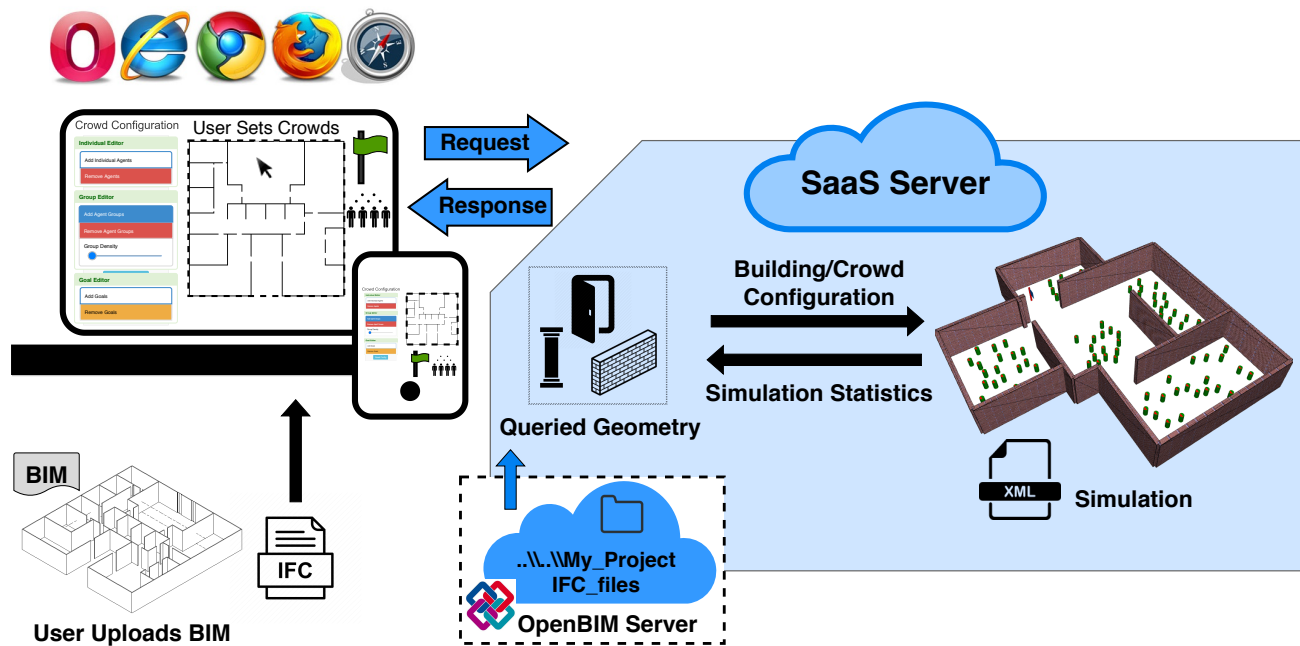 Crowd Configuration
User Sets Crowds
Individual Editor
Add Individual Agents
Remove Agents
Group Editor
Add Agent Groups
Remove Agent Groups
Group Density
Goal Editor
Add Goals
Remove Goals
Request
Response
SaaS Server
Crowd Configuration
Building/Crowd
Configuration
Simulation Statistics
Queried Geometry
XML
Simulation
BIM
IFC
User Uploads BIM
..\\..\\My_Project
IFC_files
OpenBIM Server